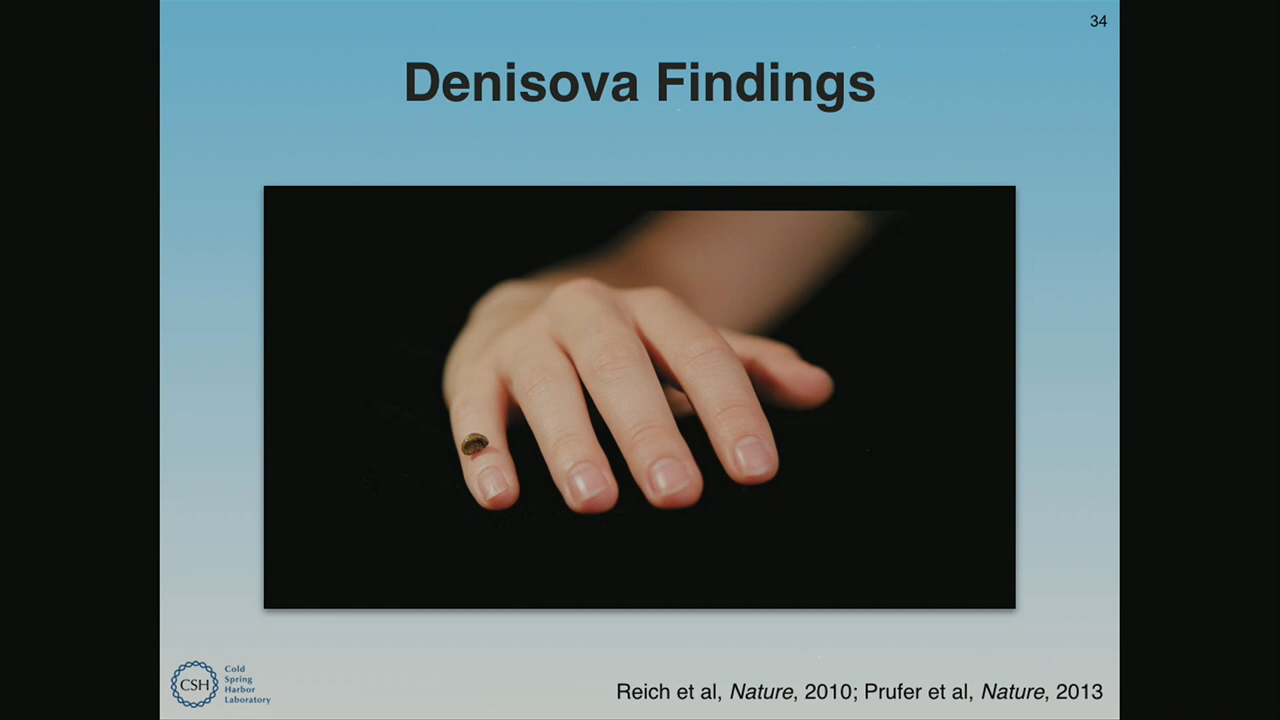 34
Denisova Findings
CSH
Cold
Spring
Harbor
Laboratory
Reich et al, Nature, 2010; Prufer et al, Nature, 2013